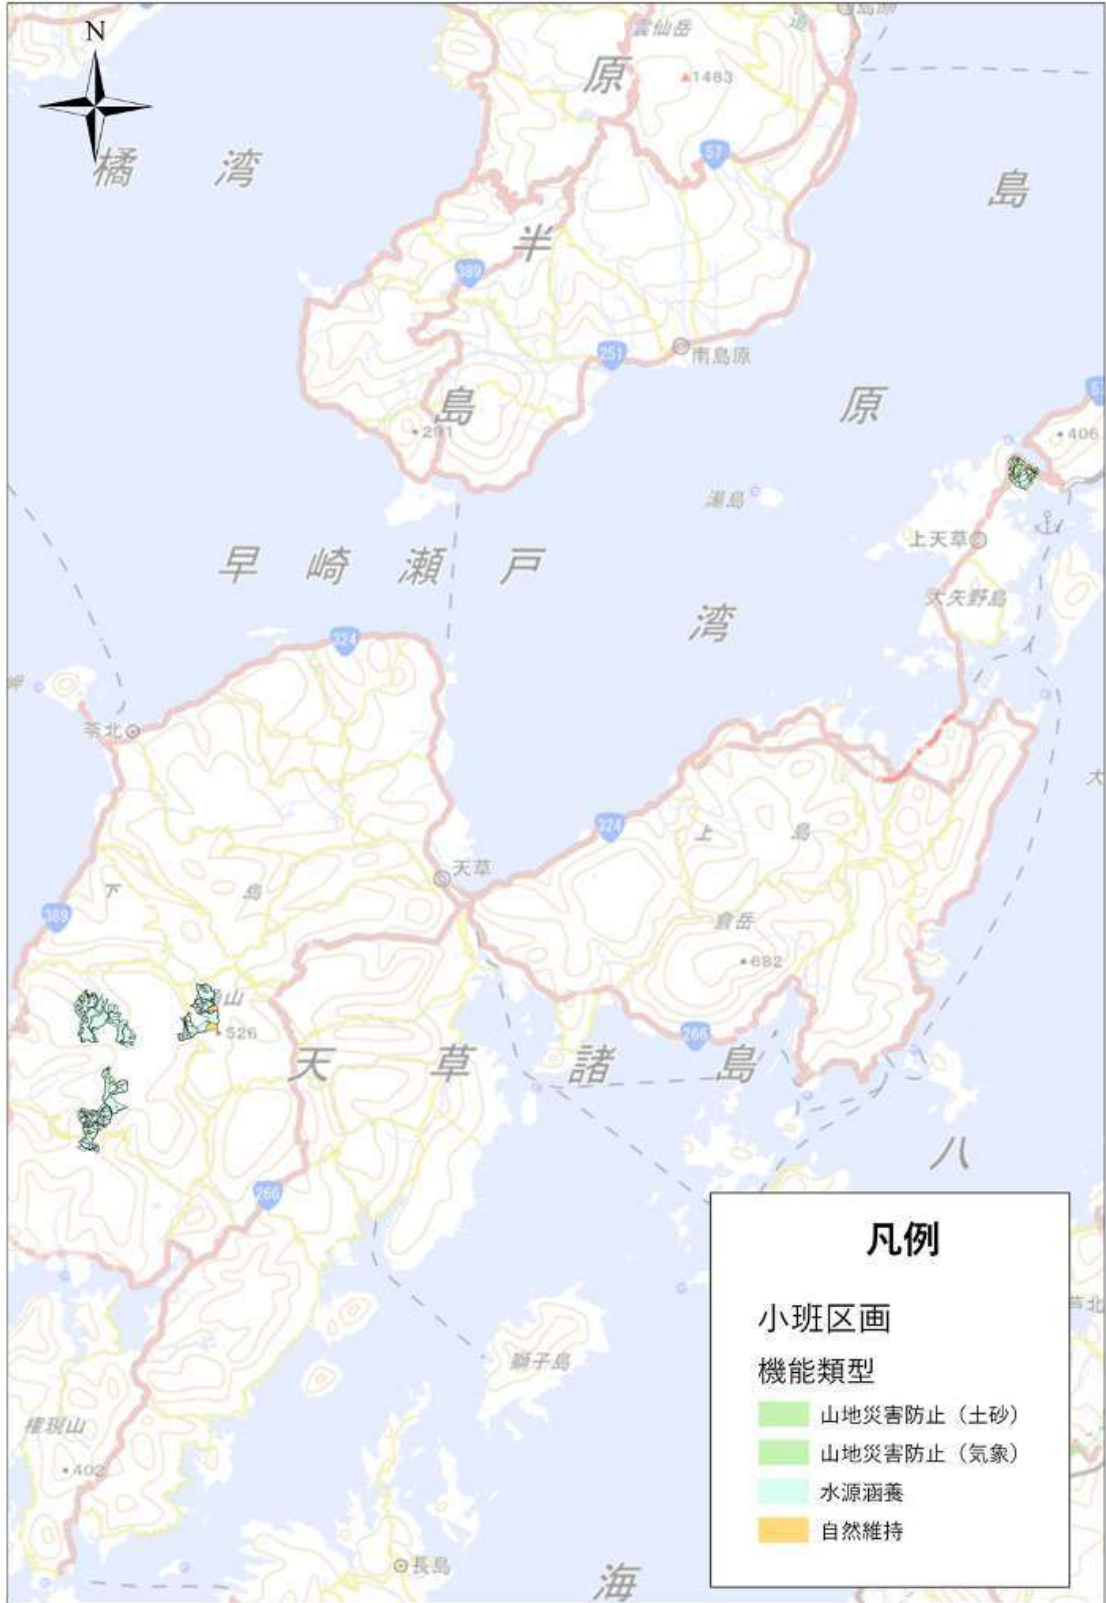 N
雲仙岳
道
1483
原
57
橘 湾
島
半
389
251
南島原
島
原
406
湯島
上天草
大矢野島
早 崎 瀬 戸
湾
324
岬
苓北
324
上 島
天草
下 島
389
倉岳
682
山
526
266
天 草 諸 島
八
266
凡例
小班区画
機能類型
山地災害防止（土砂）
山地災害防止（気象）
水源涵養
自然維持
芦北
獅子島
権現山
402
長島
海